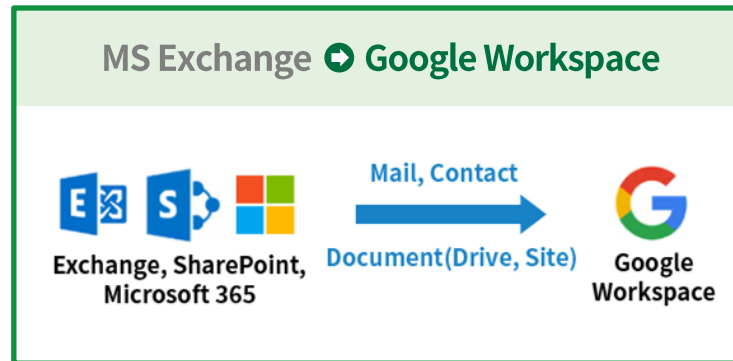 MS Exchange ➲ Google Workspace
E
S
Mail, Contact
Document(Drive, Site)
Exchange, SharePoint,
Microsoft 365
G
Google
Workspace